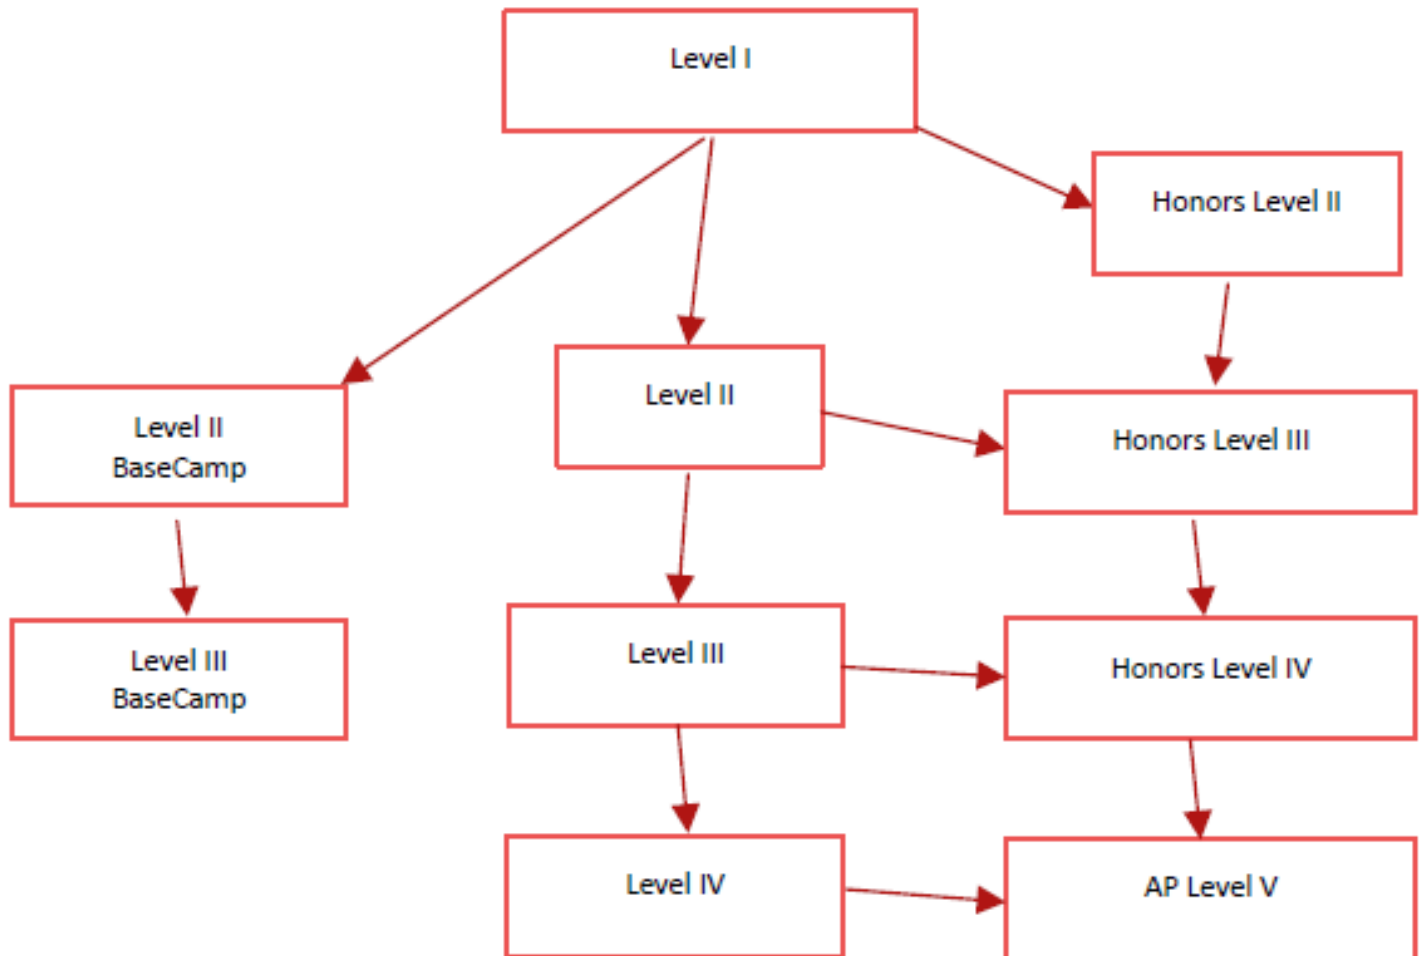 Level I
Honors Level II
Level II
Level II
BaseCamp
Honors Level III
Level III
BaseCamp
Level III
Honors Level IV
Level IV
AP Level V